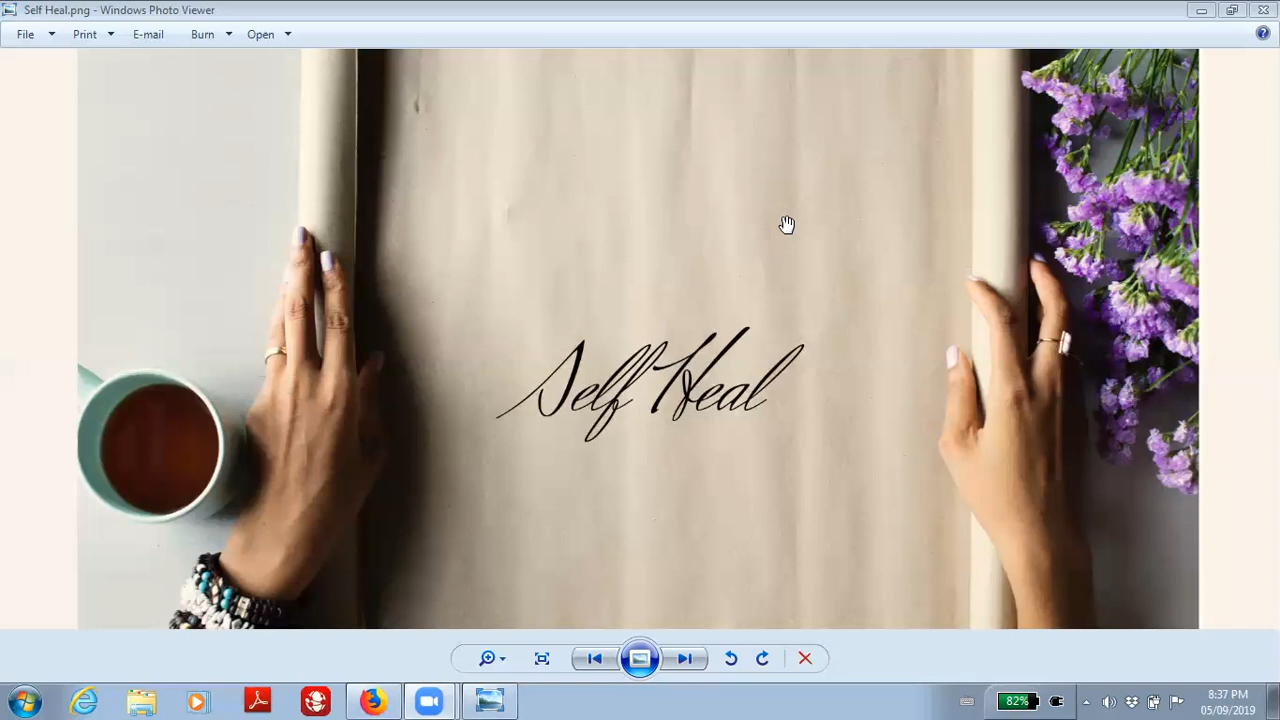 Self Heal.png - Windows Photo Viewer
File Print E-mail Burn Open
Self Heal
82%
8:37 PM
05/09/2019